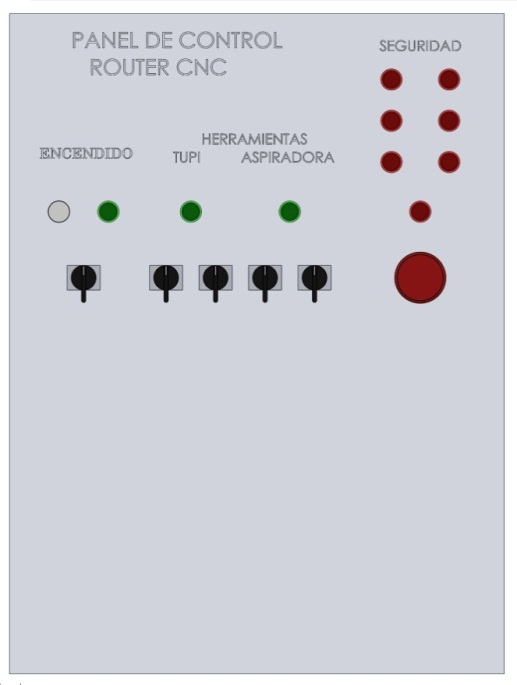 PANEL DE CONTROL
ROUTER CNC
SEGURIDAD
HERRAMIENTAS
ENCENDIDO
TUPI
ASPIRADORA